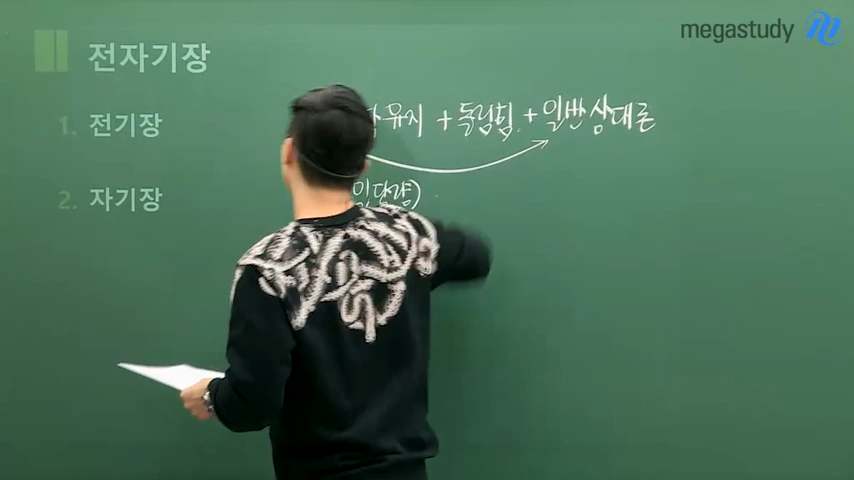 megastudy
전자기장
1. 전기장
유지 + 독립힘 + 일반상대론
2. 자기장